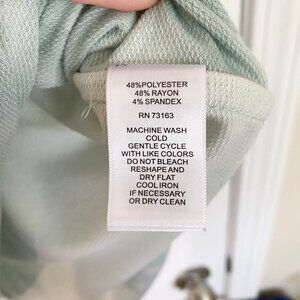 48%POLYESTER
48% RAYON
4% SPANDEX
RN 73163
MACHINE WASH
COLD
GENTLE CYCLE
WITH LIKE COLORS
DO NOT BLEACH
RESHAPE AND
DRY FLAT
COOL IRON
IF NECESSARY
OR DRY CLEAN